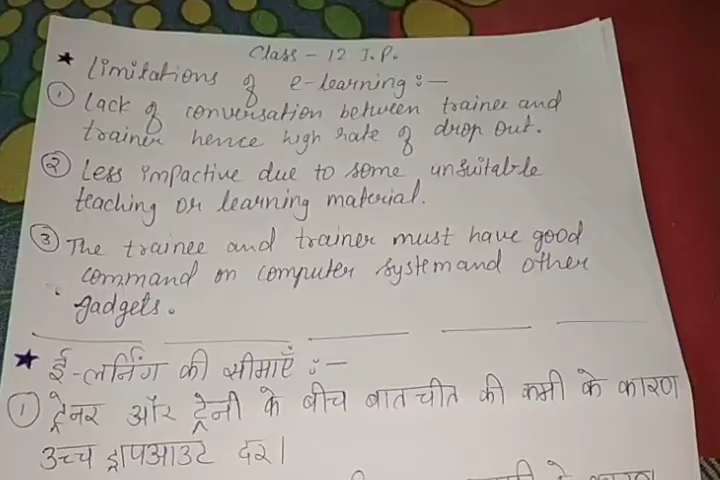 Class - 12 I.P.
★ Limitations of e-learning :-
① Lack of conversation between trainee and
trainer hence high rate of drop out.
② Less impactive due to some unsuitable
teaching or learning material.
③ The trainee and trainer must have good
command on computer system and other
gadgets.
★ ई-लर्निंग की सीमाएँ :-
① ट्रेनर और ट्रेनी के बीच बातचीत की कमी के कारण
उच्च ड्रापआउट दर।